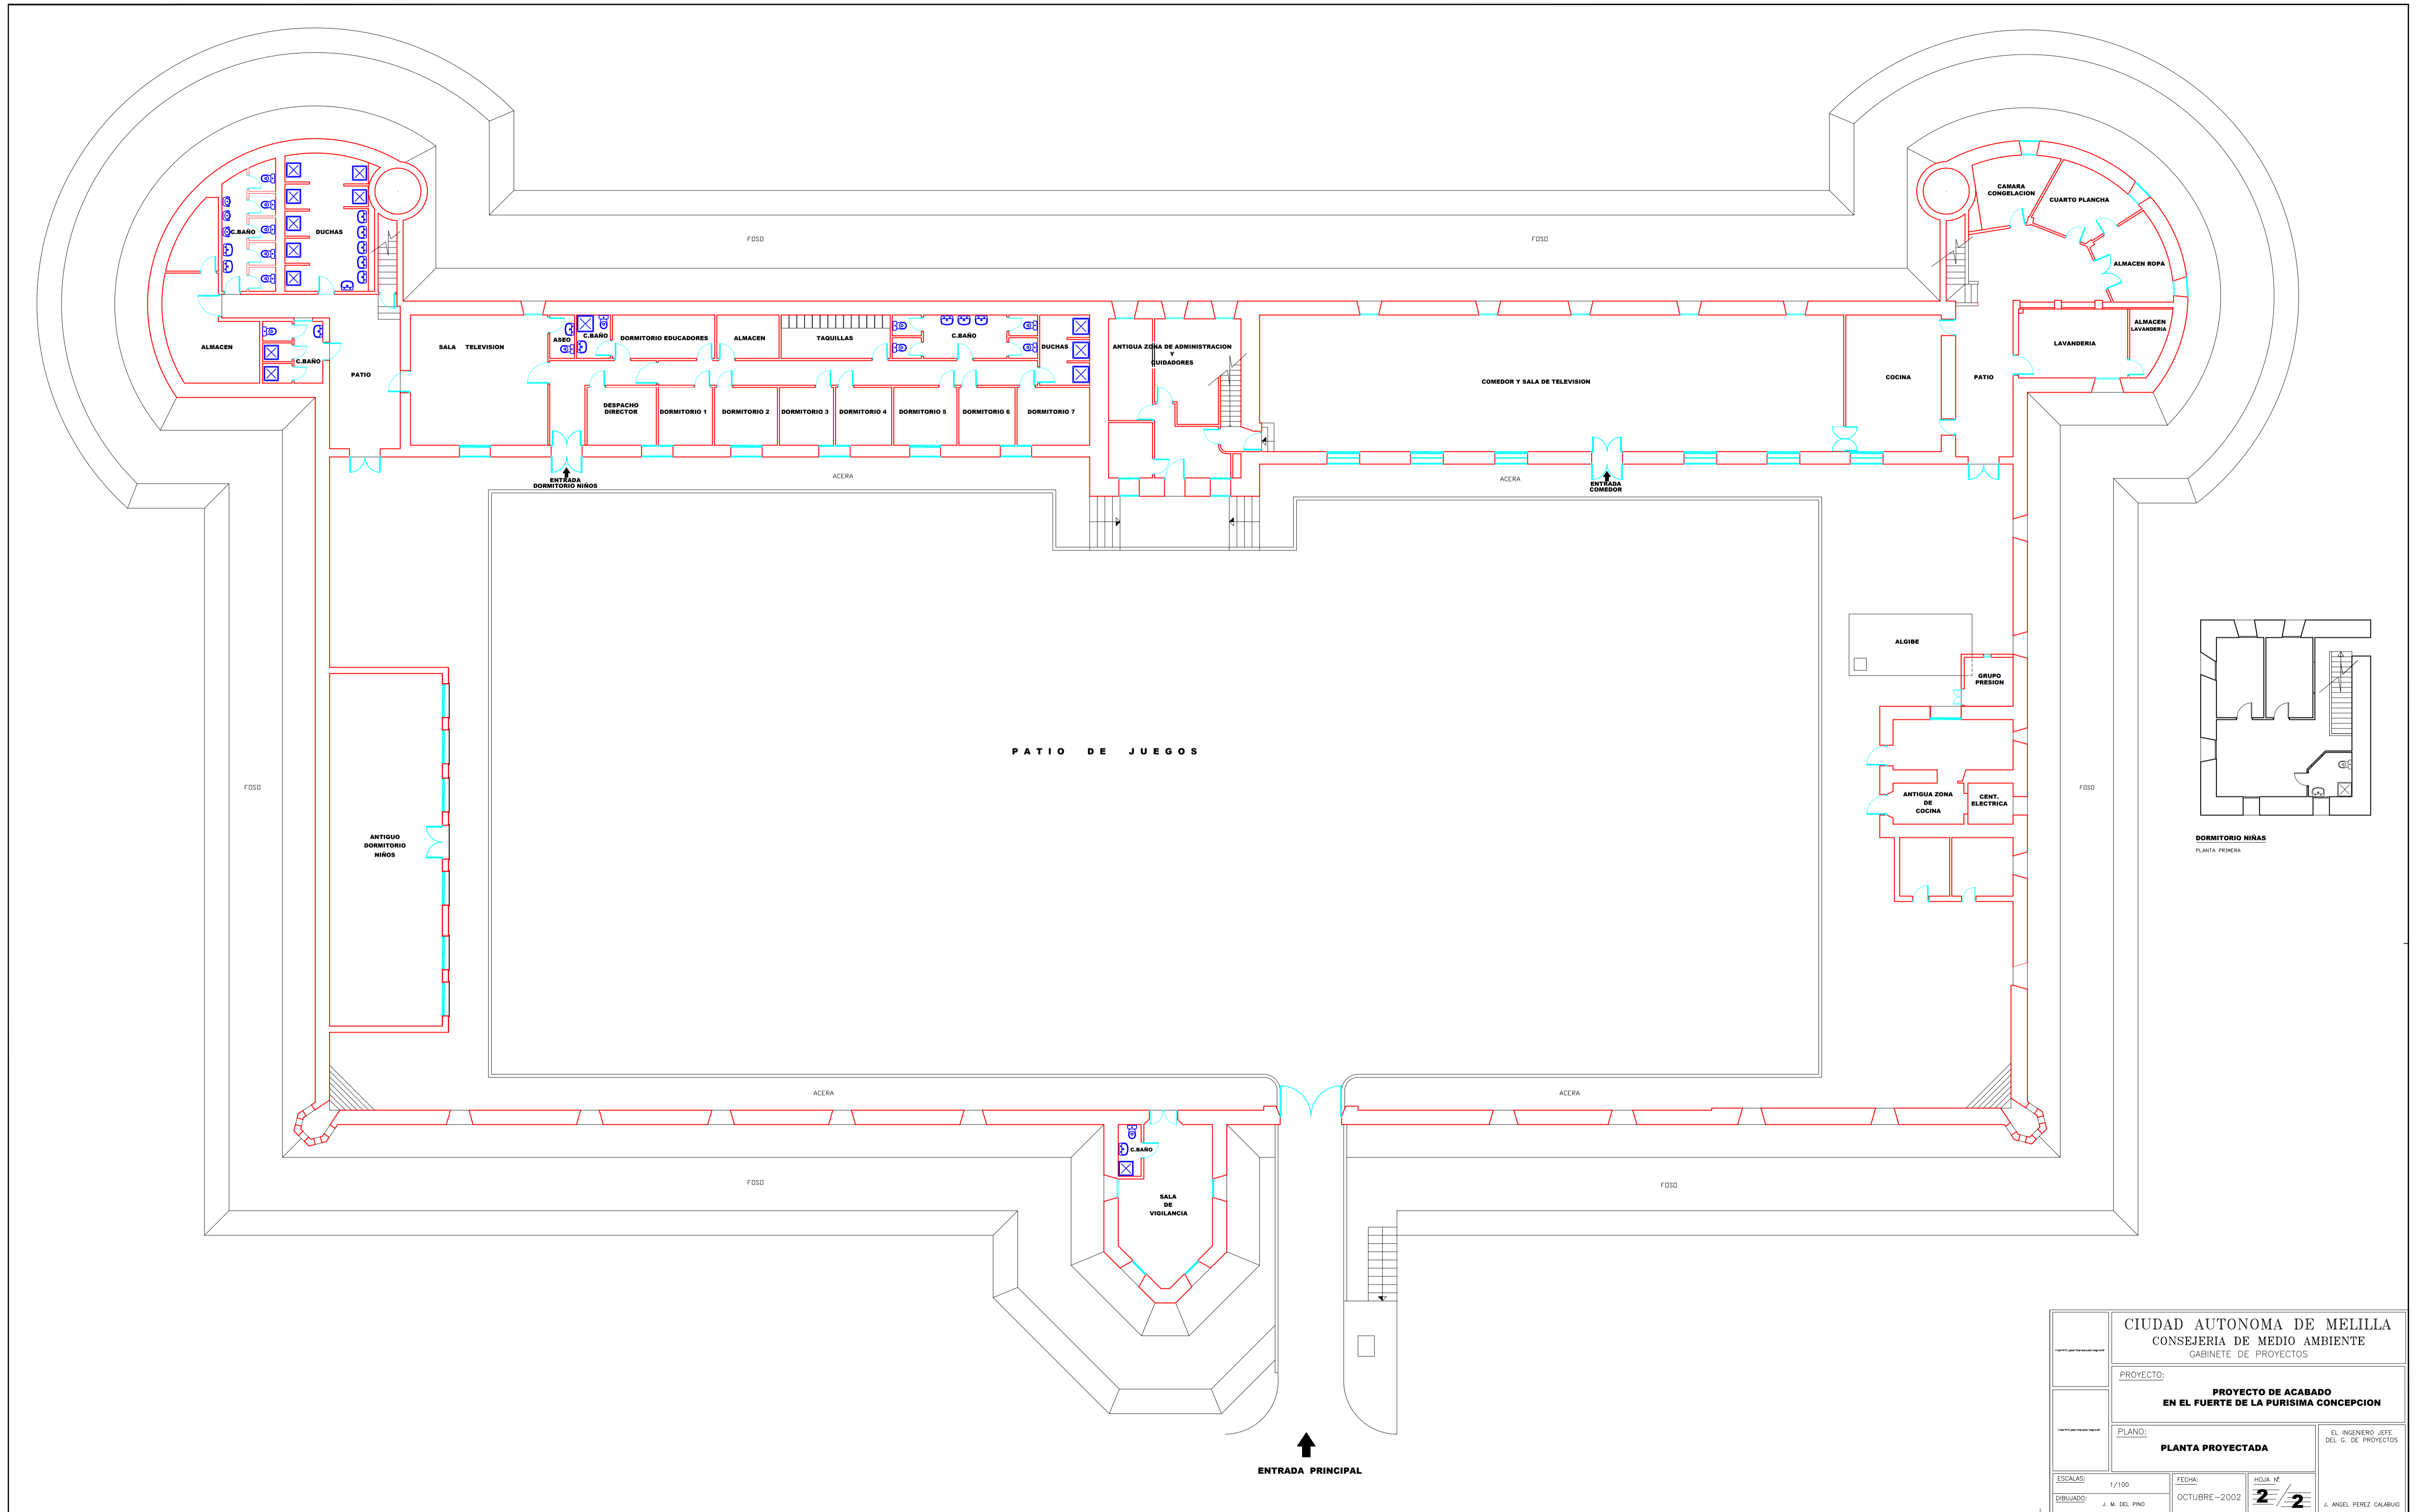 FOSO
FOSO
C.BAÑO
DUCHAS
CAMARA
CONGELACION
CUARTO PLANCHA
ALMACEN ROPA
ALMACEN
C.BAÑO
PATIO
SALA TELEVISION
ASEO
C.BAÑO
DORMITORIO EDUCADORES
ALMACEN
TAQUILLAS
C.BAÑO
DUCHAS
ANTIGUA ZONA DE ADMINISTRACION
Y
CUIDADORES
COMEDOR Y SALA DE TELEVISION
COCINA
PATIO
LAVANDERIA
ALMACEN
LAVANDERIA
DESPACHO
DIRECTOR
DORMITORIO 1
DORMITORIO 2
DORMITORIO 3
DORMITORIO 4
DORMITORIO 5
DORMITORIO 6
DORMITORIO 7
ENTRADA
DORMITORIO NIÑOS
ACERA
ACERA
ENTRADA
COMEDOR
ALGIBE
GRUPO
PRESION
PATIO DE JUEGOS
FOSO
FOSO
ANTIGUO
DORMITORIO
NIÑOS
ANTIGUA ZONA
DE
COCINA
CENT.
ELECTRICA
DORMITORIO NIÑAS
PLANTA PRIMERA
ACERA
ACERA
C.BAÑO
SALA
DE
VIGILANCIA
FOSO
FOSO
ENTRADA PRINCIPAL
CIUDAD AUTONOMA DE MELILLA
CONSEJERIA DE MEDIO AMBIENTE
GABINETE DE PROYECTOS
PROYECTO:
PROYECTO DE ACABADO
EN EL FUERTE DE LA PURISIMA CONCEPCION
PLANO:
PLANTA PROYECTADA
EL INGENIERO JEFE
DEL G. DE PROYECTOS
J. ANGEL PEREZ CALABUIG
ESCALAS:
1/100
DIBUJADO:
J. M. DEL PINO
FECHA:
OCTUBRE-2002
HOJA Nº
2/2